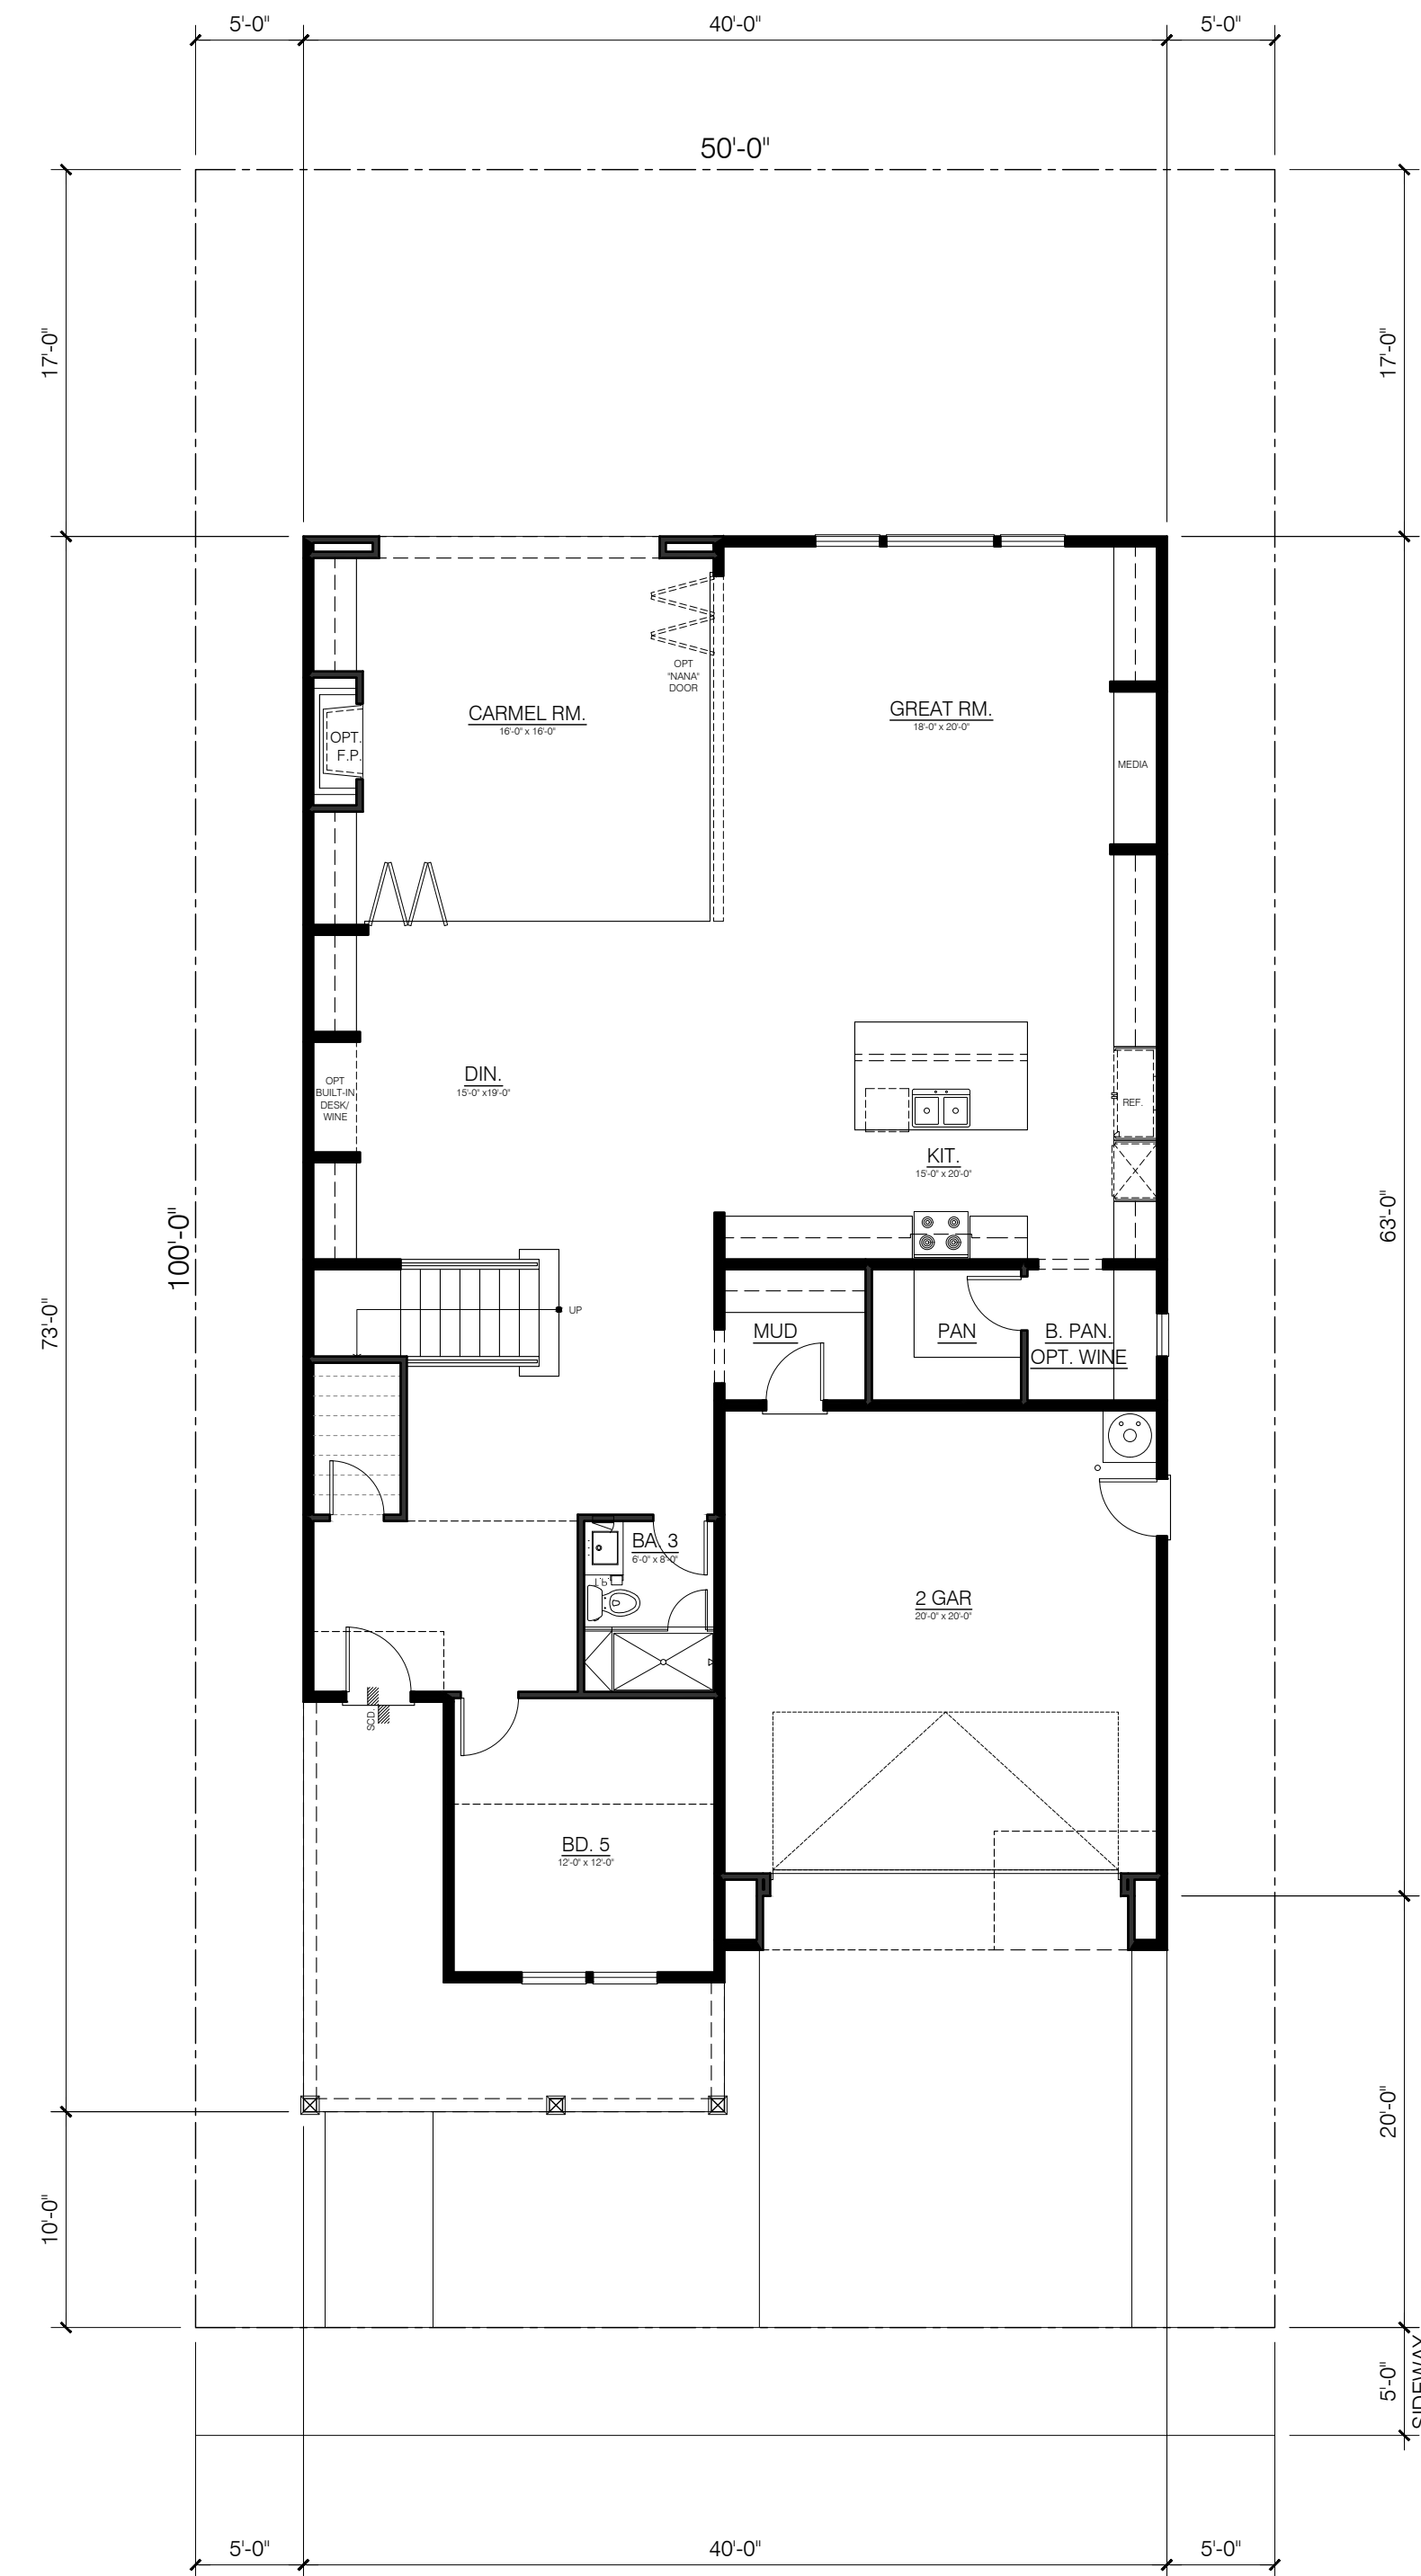 5'-0"
40'-0"
5'-0"
50'-0"
17'-0"
17'-0"
OPT
"NANA"
DOOR
CARMEL RM.
16'-0" x 16'-0"
GREAT RM.
18'-0" x 20'-0"
OPT.
F.P.
MEDIA
DIN.
15'-0" x19'-0"
OPT
BUILT-IN
DESK/
WINE
REF.
KIT.
15'-0" x 20'-0"
100'-0"
73'-0"
63'-0"
UP
MUD
PAN
B. PAN.
OPT. WINE
BA. 3
6'-0" x 8'-0"
2 GAR
20'-0" x 20'-0"
SCD.
BD. 5
12'-0" x 12'-0"
10'-0"
20'-0"
5'-0"
SIDEWAY
5'-0"
40'-0"
5'-0"